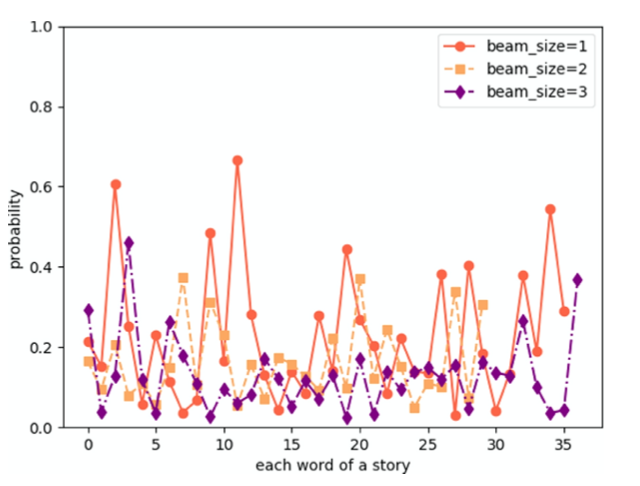 1.0
0.8
0.6
0.4
0.2
0.0
probability
beam_size=1
beam_size=2
beam_size=3
0 5 10 15 20 25 30 35
each word of a story